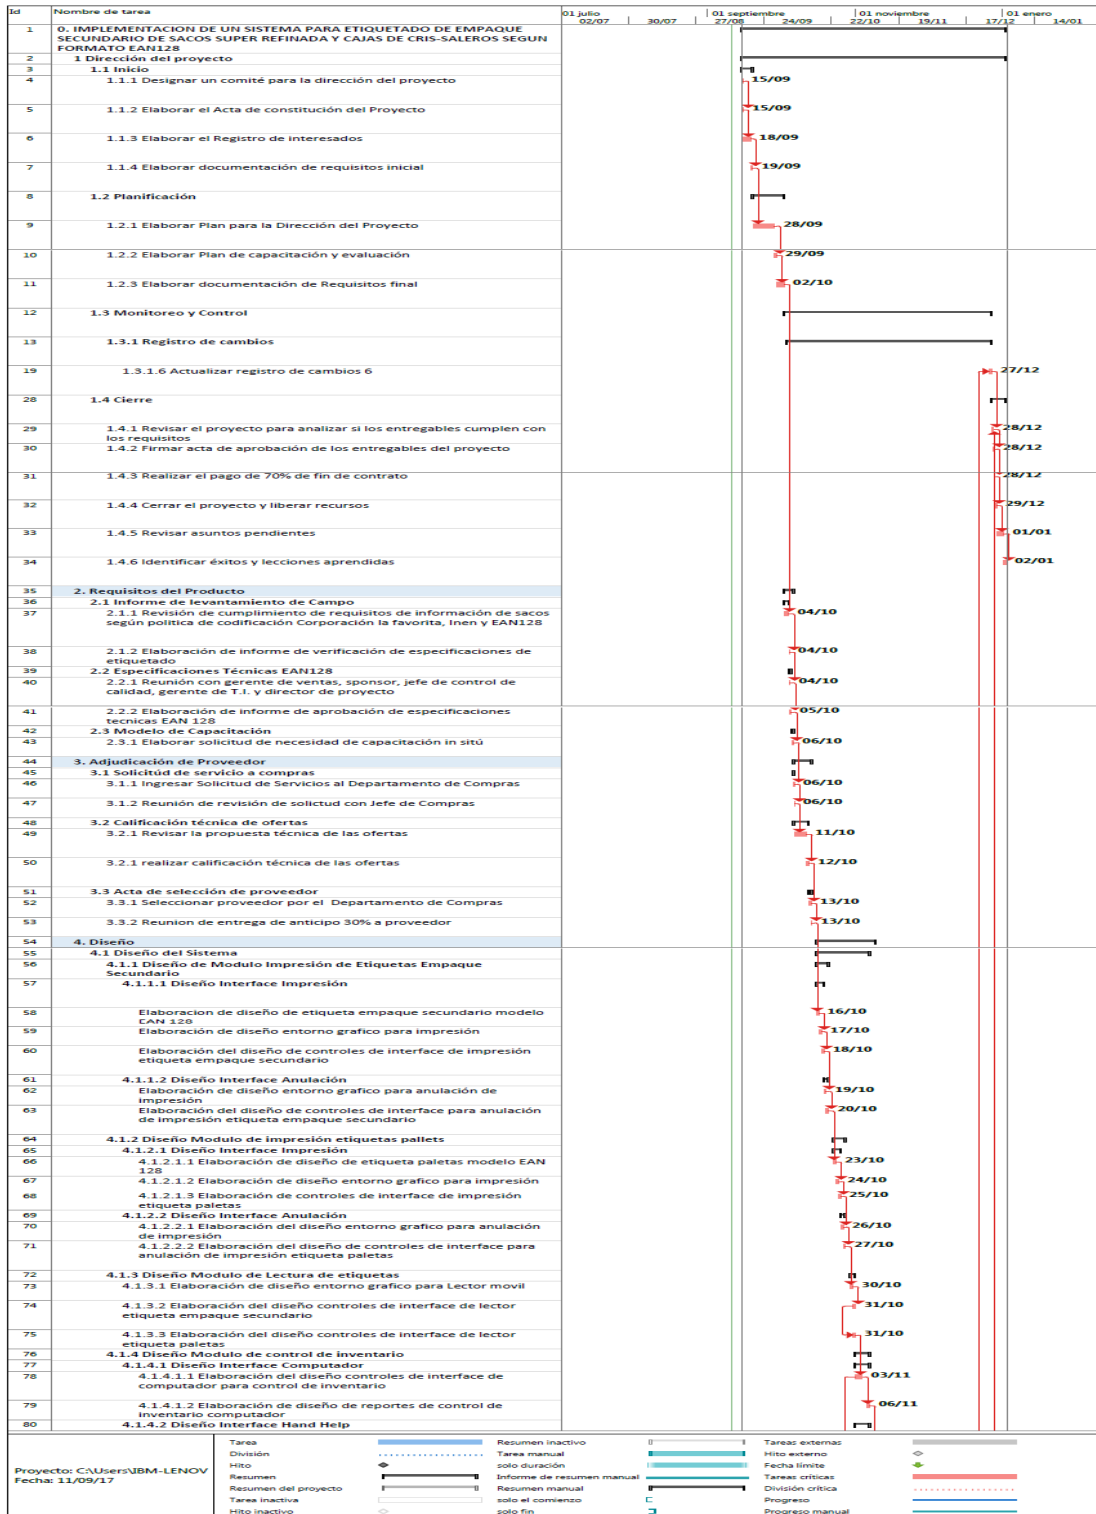 Id Nombre de tarea 01 julio 01 septiembre 01 noviembre 01 enero
02/07 30/07 27/08 24/09 22/10 19/11 17/12 14/01
1 0. IMPLEMENTACION DE UN SISTEMA PARA ETIQUETADO DE EMPAQUE
SECUNDARIO DE SACOS SUPER REFINADA Y CAJAS DE CRIS-SALEROS SEGUN
FORMATO EAN128
2 1 Dirección del proyecto
3 1.1 Inicio
4 1.1.1 Designar un comité para la dirección del proyecto 15/09
5 1.1.2 Elaborar el Acta de constitución del Proyecto 15/09
6 1.1.3 Elaborar el Registro de interesados 18/09
7 1.1.4 Elaborar documentación de requisitos inicial 19/09
8 1.2 Planificación
9 1.2.1 Elaborar Plan para la Dirección del Proyecto 28/09
10 1.2.2 Elaborar Plan de capacitación y evaluación 29/09
11 1.2.3 Elaborar documentación de Requisitos final 02/10
12 1.3 Monitoreo y Control
13 1.3.1 Registro de cambios
19 1.3.1.6 Actualizar registro de cambios 6 27/12
28 1.4 Cierre
29 1.4.1 Revisar el proyecto para analizar si los entregables cumplen con 28/12
los requisitos
30 1.4.2 Firmar acta de aprobación de los entregables del proyecto 28/12
31 1.4.3 Realizar el pago de 70% de fin de contrato 28/12
32 1.4.4 Cerrar el proyecto y liberar recursos 29/12
33 1.4.5 Revisar asuntos pendientes 01/01
34 1.4.6 Identificar éxitos y lecciones aprendidas 02/01
35 2. Requisitos del Producto
36 2.1 Informe de levantamiento de Campo
37 2.1.1 Revisión de cumplimiento de requisitos de información de sacos 04/10
según politica de codificación Corporación la favorita, Inen y EAN128
38 2.1.2 Elaboración de informe de verificación de especificaciones de 04/10
etiquetado
39 2.2 Especificaciones Técnicas EAN128
40 2.2.1 Reunión con gerente de ventas, sponsor, jefe de control de 04/10
calidad, gerente de T.I. y director de proyecto
41 2.2.2 Elaboración de informe de aprobación de especificaciones 05/10
tecnicas EAN 128
42 2.3 Modelo de Capacitación
43 2.3.1 Elaborar solicitud de necesidad de capacitación in sitú 06/10
44 3. Adjudicación de Proveedor
45 3.1 Solicitúd de servicio a compras
46 3.1.1 Ingresar Solicitud de Servicios al Departamento de Compras 06/10
47 3.1.2 Reunión de revisión de solictud con Jefe de Compras 06/10
48 3.2 Calificación técnica de ofertas
49 3.2.1 Revisar la propuesta técnica de las ofertas 11/10
50 3.2.1 realizar calificación técnica de las ofertas 12/10
51 3.3 Acta de selección de proveedor
52 3.3.1 Seleccionar proveedor por el Departamento de Compras 13/10
53 3.3.2 Reunion de entrega de anticipo 30% a proveedor 13/10
54 4. Diseño
55 4.1 Diseño del Sistema
56 4.1.1 Diseño de Modulo Impresión de Etiquetas Empaque
Secundario
57 4.1.1.1 Diseño Interface Impresión
58 Elaboracion de diseño de etiqueta empaque secundario modelo 16/10
EAN 128
59 Elaboración de diseño entorno grafico para impresión 17/10
60 Elaboración del diseño de controles de interface de impresión 18/10
etiqueta empaque secundario
61 4.1.1.2 Diseño Interface Anulación
62 Elaboración de diseño entorno grafico para anulación de 19/10
impresión
63 Elaboración del diseño de controles de interface para anulación 20/10
de impresión etiqueta empaque secundario
64 4.1.2 Diseño Modulo de impresión etiquetas pallets
65 4.1.2.1 Diseño Interface Impresión
66 4.1.2.1.1 Elaboración de diseño de etiqueta paletas modelo EAN 23/10
128
67 4.1.2.1.2 Elaboración de diseño entorno grafico para impresión 24/10
68 4.1.2.1.3 Elaboración de controles de interface de impresión 25/10
etiqueta paletas
69 4.1.2.2 Diseño Interface Anulación
70 4.1.2.2.1 Elaboración del diseño entorno grafico para anulación 26/10
de impresión
71 4.1.2.2.2 Elaboración del diseño de controles de interface para 27/10
anulación de impresión etiqueta paletas
72 4.1.3 Diseño Modulo de Lectura de etiquetas
73 4.1.3.1 Elaboración de diseño entorno grafico para Lector movil 30/10
74 4.1.3.2 Elaboración del diseño controles de interface de lector 31/10
etiqueta empaque secundario
75 4.1.3.3 Elaboración del diseño controles de interface de lector 31/10
etiqueta paletas
76 4.1.4 Diseño Modulo de control de inventario
77 4.1.4.1 Diseño Interface Computador
78 4.1.4.1.1 Elaboración del diseño controles de interface de 03/11
computador para control de inventario
79 4.1.4.1.2 Elaboración de diseño de reportes de control de 06/11
inventario computador
80 4.1.4.2 Diseño Interface Hand Help
Proyecto: C:\Users\IBM-LENOV
Fecha: 11/09/17
Tarea Resumen inactivo Tareas externas
División Tarea manual Hito externo
Hito solo duración Fecha límite
Resumen Informe de resumen manual Tareas críticas
Resumen del proyecto Resumen manual División crítica
Tarea inactiva solo el comienzo Progreso
Hito inactivo solo fin Progreso manual